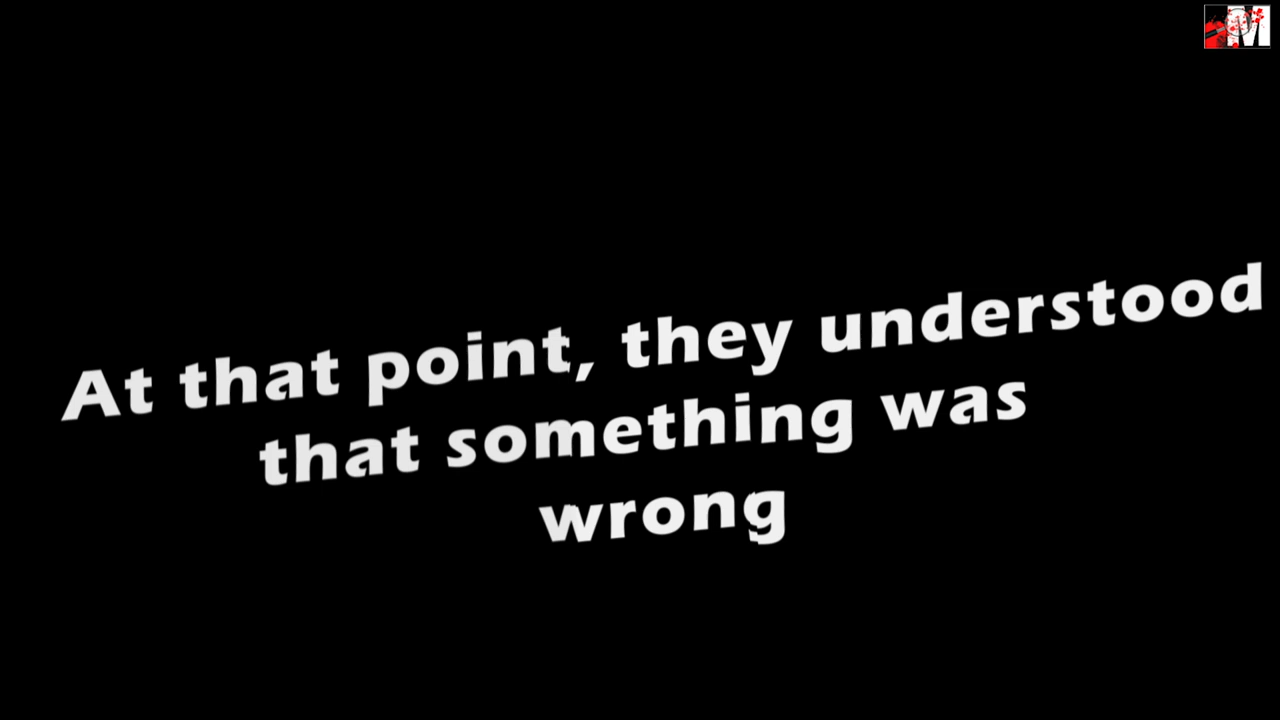 At that point, they understood
that something was
wrong
M